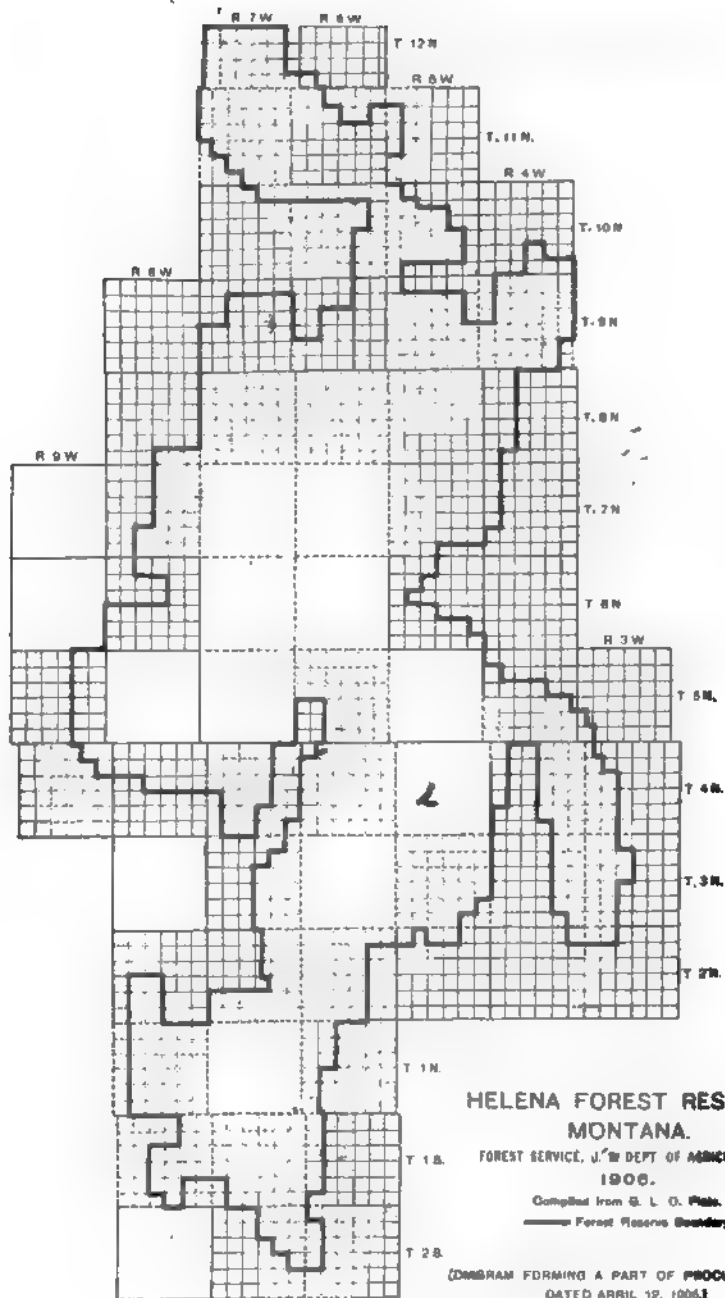 R 7 W R 6 W
T. 12 N
R 5 W
T. 11 N.
R 4 W
T. 10 N
R 8 W
T. 9 N
T. 8 N
R 9 W
T. 7 N
T 6 N
R 3 W
T 5 N.
T 4 N.
T. 3 N.
T 2 N.
T 1 N.
HELENA FOREST RES
MONTANA.
FOREST SERVICE, U. S. DEPT OF AGRIC
1906.
T 1 S.
Compiled from G. L. O. Plats.
Forest Reserve Boundary
T 2 S.
(DIAGRAM FORMING A PART OF PROCL
DATED APRIL 12, 1906.)